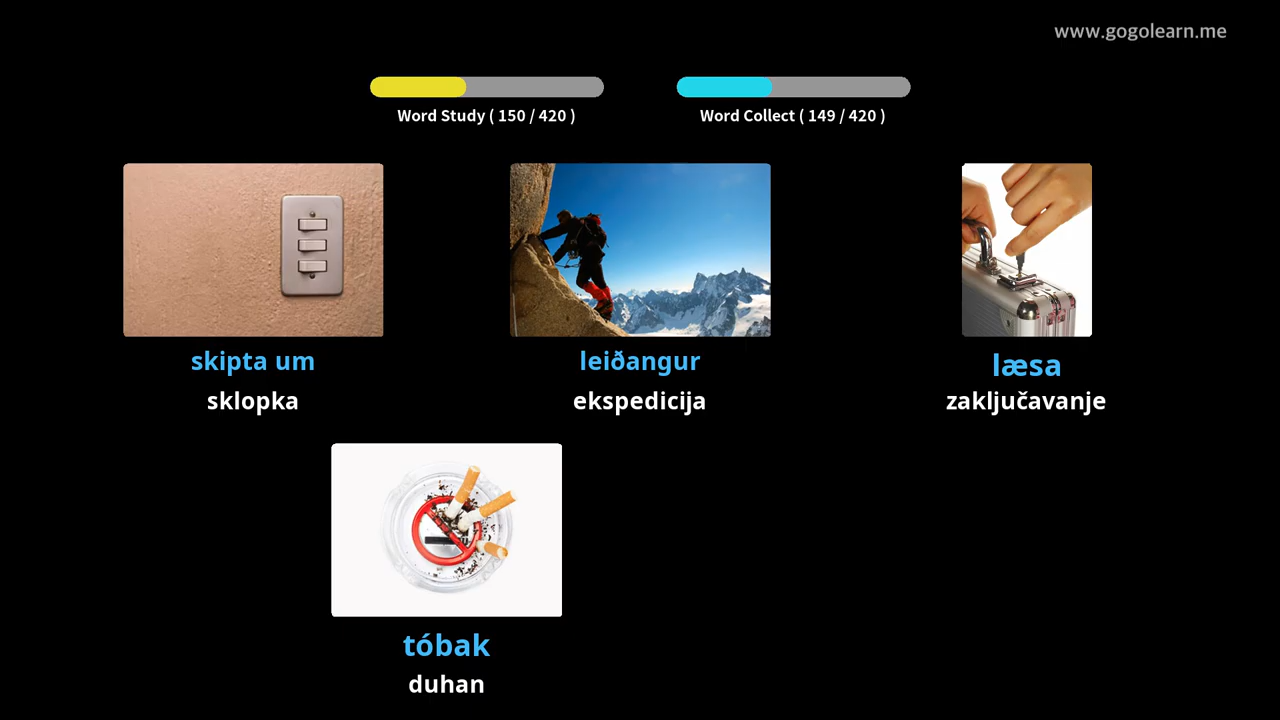 www.gogolearn.me
Word Study ( 150 / 420 )
Word Collect ( 149 / 420 )
skipta um
sklopka
leiðangur
ekspedicija
læsa
zaključavanje
tóbak
duhan